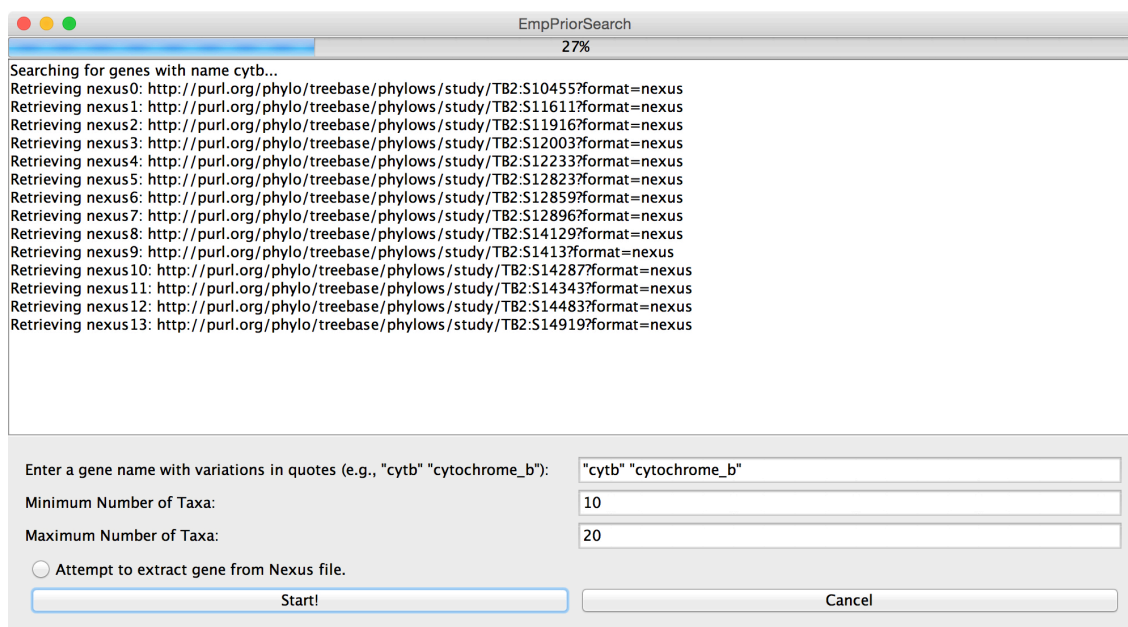 EmpPriorSearch
27%
Searching for genes with name cytb...
Retrieving nexus0: http://purl.org/phylo/treebase/phylows/study/TB2:S10455?format=nexus
Retrieving nexus1: http://purl.org/phylo/treebase/phylows/study/TB2:S11611?format=nexus
Retrieving nexus2: http://purl.org/phylo/treebase/phylows/study/TB2:S11916?format=nexus
Retrieving nexus3: http://purl.org/phylo/treebase/phylows/study/TB2:S12003?format=nexus
Retrieving nexus4: http://purl.org/phylo/treebase/phylows/study/TB2:S12233?format=nexus
Retrieving nexus5: http://purl.org/phylo/treebase/phylows/study/TB2:S12823?format=nexus
Retrieving nexus6: http://purl.org/phylo/treebase/phylows/study/TB2:S12859?format=nexus
Retrieving nexus7: http://purl.org/phylo/treebase/phylows/study/TB2:S12896?format=nexus
Retrieving nexus8: http://purl.org/phylo/treebase/phylows/study/TB2:S14129?format=nexus
Retrieving nexus9: http://purl.org/phylo/treebase/phylows/study/TB2:S1413?format=nexus
Retrieving nexus10: http://purl.org/phylo/treebase/phylows/study/TB2:S14287?format=nexus
Retrieving nexus11: http://purl.org/phylo/treebase/phylows/study/TB2:S14343?format=nexus
Retrieving nexus12: http://purl.org/phylo/treebase/phylows/study/TB2:S14483?format=nexus
Retrieving nexus13: http://purl.org/phylo/treebase/phylows/study/TB2:S14919?format=nexus
Enter a gene name with variations in quotes (e.g., "cytb" "cytochrome_b"): "cytb" "cytochrome_b"
Minimum Number of Taxa: 10
Maximum Number of Taxa: 20
Attempt to extract gene from Nexus file.
Start! Cancel